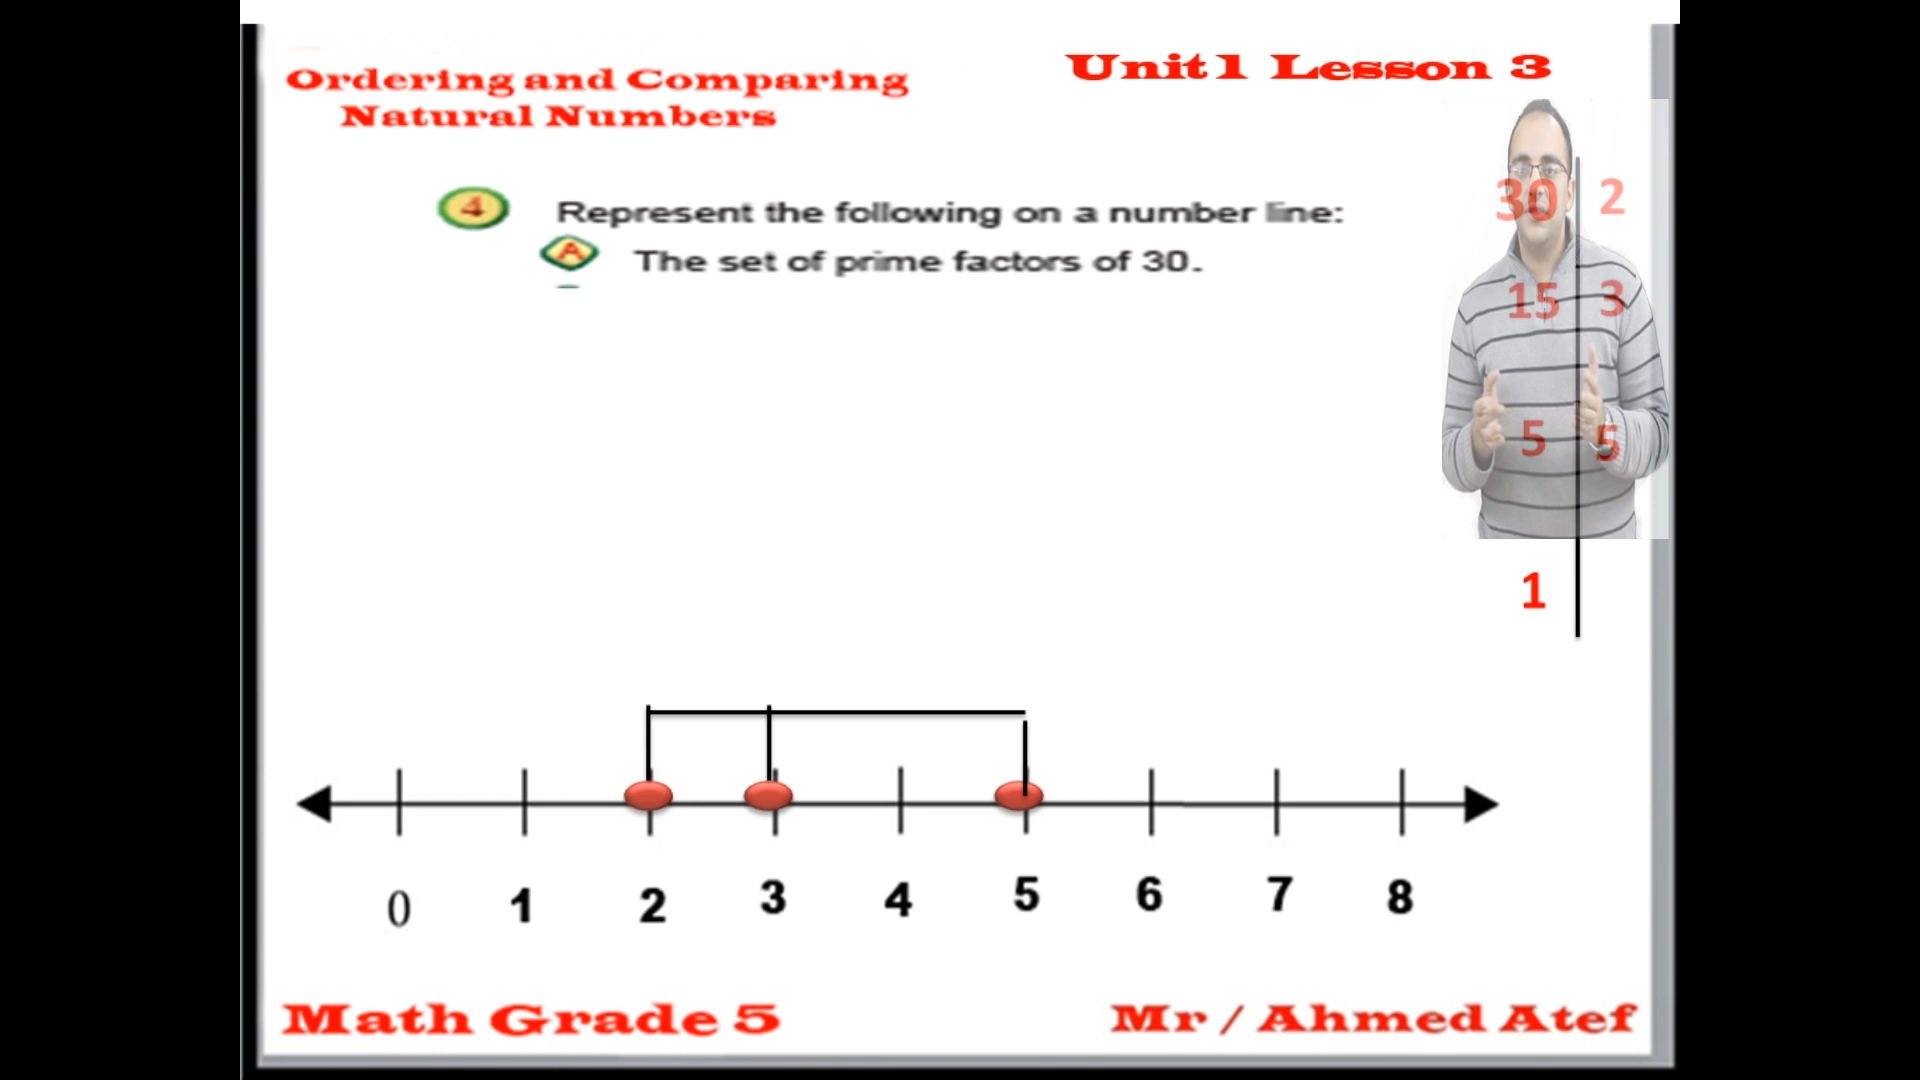 Ordering and Comparing
Natural Numbers
Unit1 Lesson 3
4 Represent the following on a number line:
A The set of prime factors of 30.
30 2
15 3
5 5
1
0 1 2 3 4 5 6 7 8
Math Grade 5
Mr / Ahmed Atef